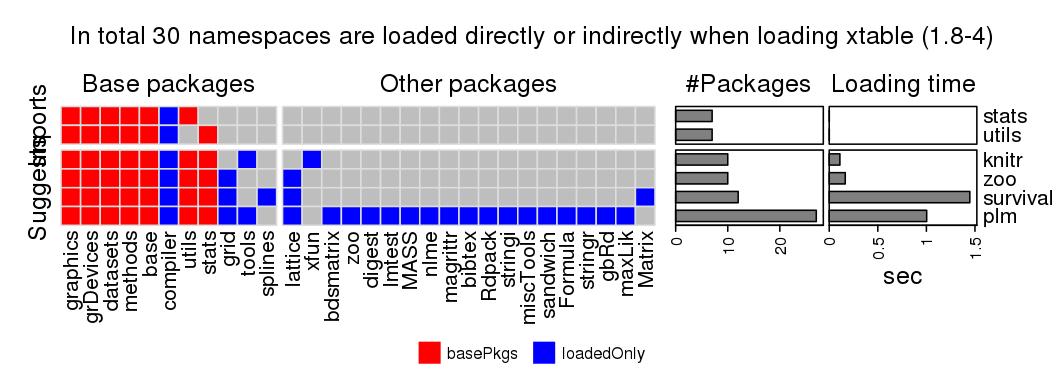 In total 30 namespaces are loaded directly or indirectly when loading xtable (1.8-4)
Base packages
Other packages
#Packages
Loading time
Imports
Suggests
stats
utils
knitr
zoo
survival
plm
graphics
grDevices
datasets
methods
base
compiler
utils
stats
grid
tools
splines
lattice
xfun
bdsmatrix
zoo
digest
lmtest
MASS
nlme
magrittr
bibtex
Rdpack
stringi
miscTools
sandwich
Formula
stringr
gbRd
maxLik
Matrix
0
10
20
0
0.5
1
1.5
sec
basePkgs
loadedOnly